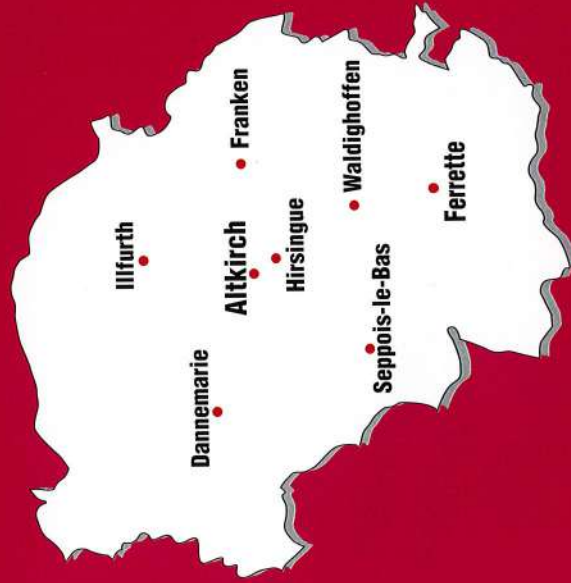 Illfurth
Dannemarie
Altkirch
Franken
Hirsingue
Waldighoffen
Seppois-le-Bas
Ferrette